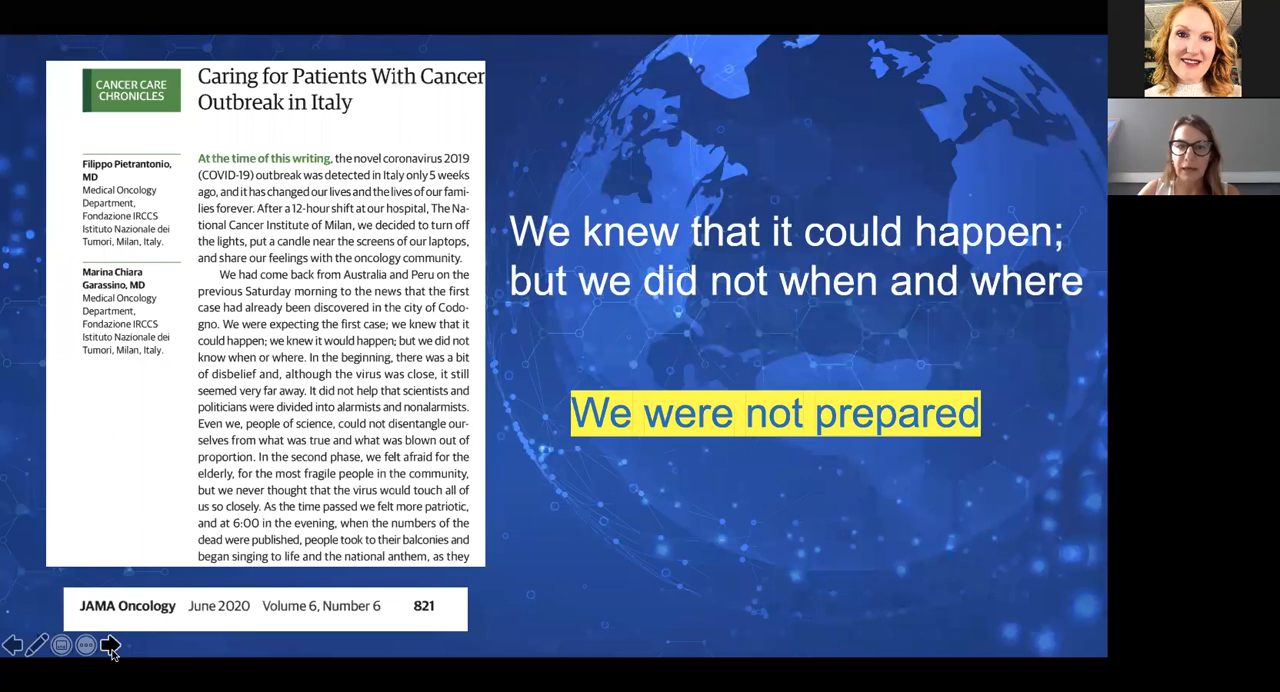 CANCER CARE
CHRONICLES
Caring for Patients With Cancer
Outbreak in Italy
Filippo Pietrantonio,
MD
Medical Oncology
Department,
Fondazione IRCCS
Istituto Nazionale dei
Tumori, Milan, Italy.
Marina Chiara
Garassino, MD
Medical Oncology
Department,
Fondazione IRCCS
Istituto Nazionale dei
Tumori, Milan, Italy.
At the time of this writing, the novel coronavirus 2019
(COVID-19) outbreak was detected in Italy only 5 weeks
ago, and it has changed our lives and the lives of our fami-
lies forever. After a 12-hour shift at our hospital, The Na-
tional Cancer Institute of Milan, we decided to turn off
the lights, put a candle near the screens of our laptops,
and share our feelings with the oncology community.
We had come back from Australia and Peru on the
previous Saturday morning to the news that the first
case had already been discovered in the city of Codo-
gno. We were expecting the first case; we knew that it
could happen; we knew it would happen; but we did not
know when or where. In the beginning, there was a bit
of disbelief and, although the virus was close, it still
seemed very far away. It did not help that scientists and
politicians were divided into alarmists and nonalarmists.
Even we, people of science, could not disentangle our-
selves from what was true and what was blown out of
proportion. In the second phase, we felt afraid for the
elderly, for the most fragile people in the community,
but we never thought that the virus would touch all of
us so closely. As the time passed we felt more patriotic,
and at 6:00 in the evening, when the numbers of the
dead were published, people took to their balconies and
began singing to life and the national anthem, as they
JAMA Oncology June 2020 Volume 6, Number 6 821
We knew that it could happen;
but we did not when and where
We were not prepared